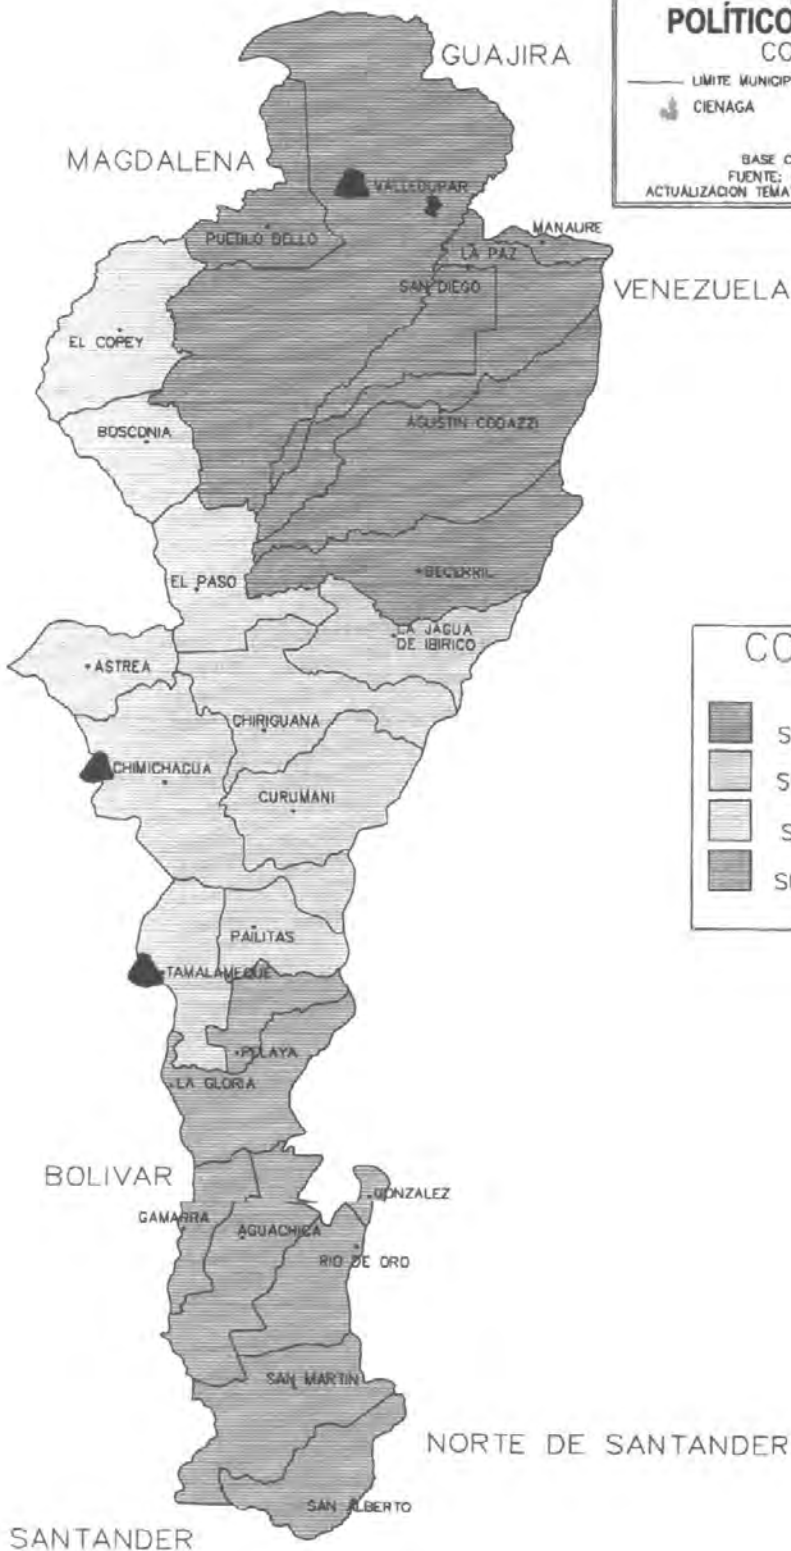 POLÍTICO
CO
LIMITE MUNICIP
CIENAGA
BASE C
FUENTE:
ACTUALIZACION TEMAT
GUAJIRA
MAGDALENA
VALLEDUPAR
MANAURE
PUEBLO BELLO
LA PAZ
SAN DIEGO
VENEZUELA
EL COPEY
AGUSTIN CODAZZI
BOSCONIA
BECERRIL
EL PASO
LA JAGUA
DE IBIRICO
ASTREA
CO
CHIRIGUANA
S
CHIMICHAGUA
S
CURUMANI
S
SU
PAILITAS
TAMALAMEQUE
PELAYA
LA GLORIA
BOLIVAR
GONZALEZ
GAMARRA
AGUACHICA
RIO DE ORO
SAN MARTIN
NORTE DE SANTANDER
SAN ALBERTO
SANTANDER